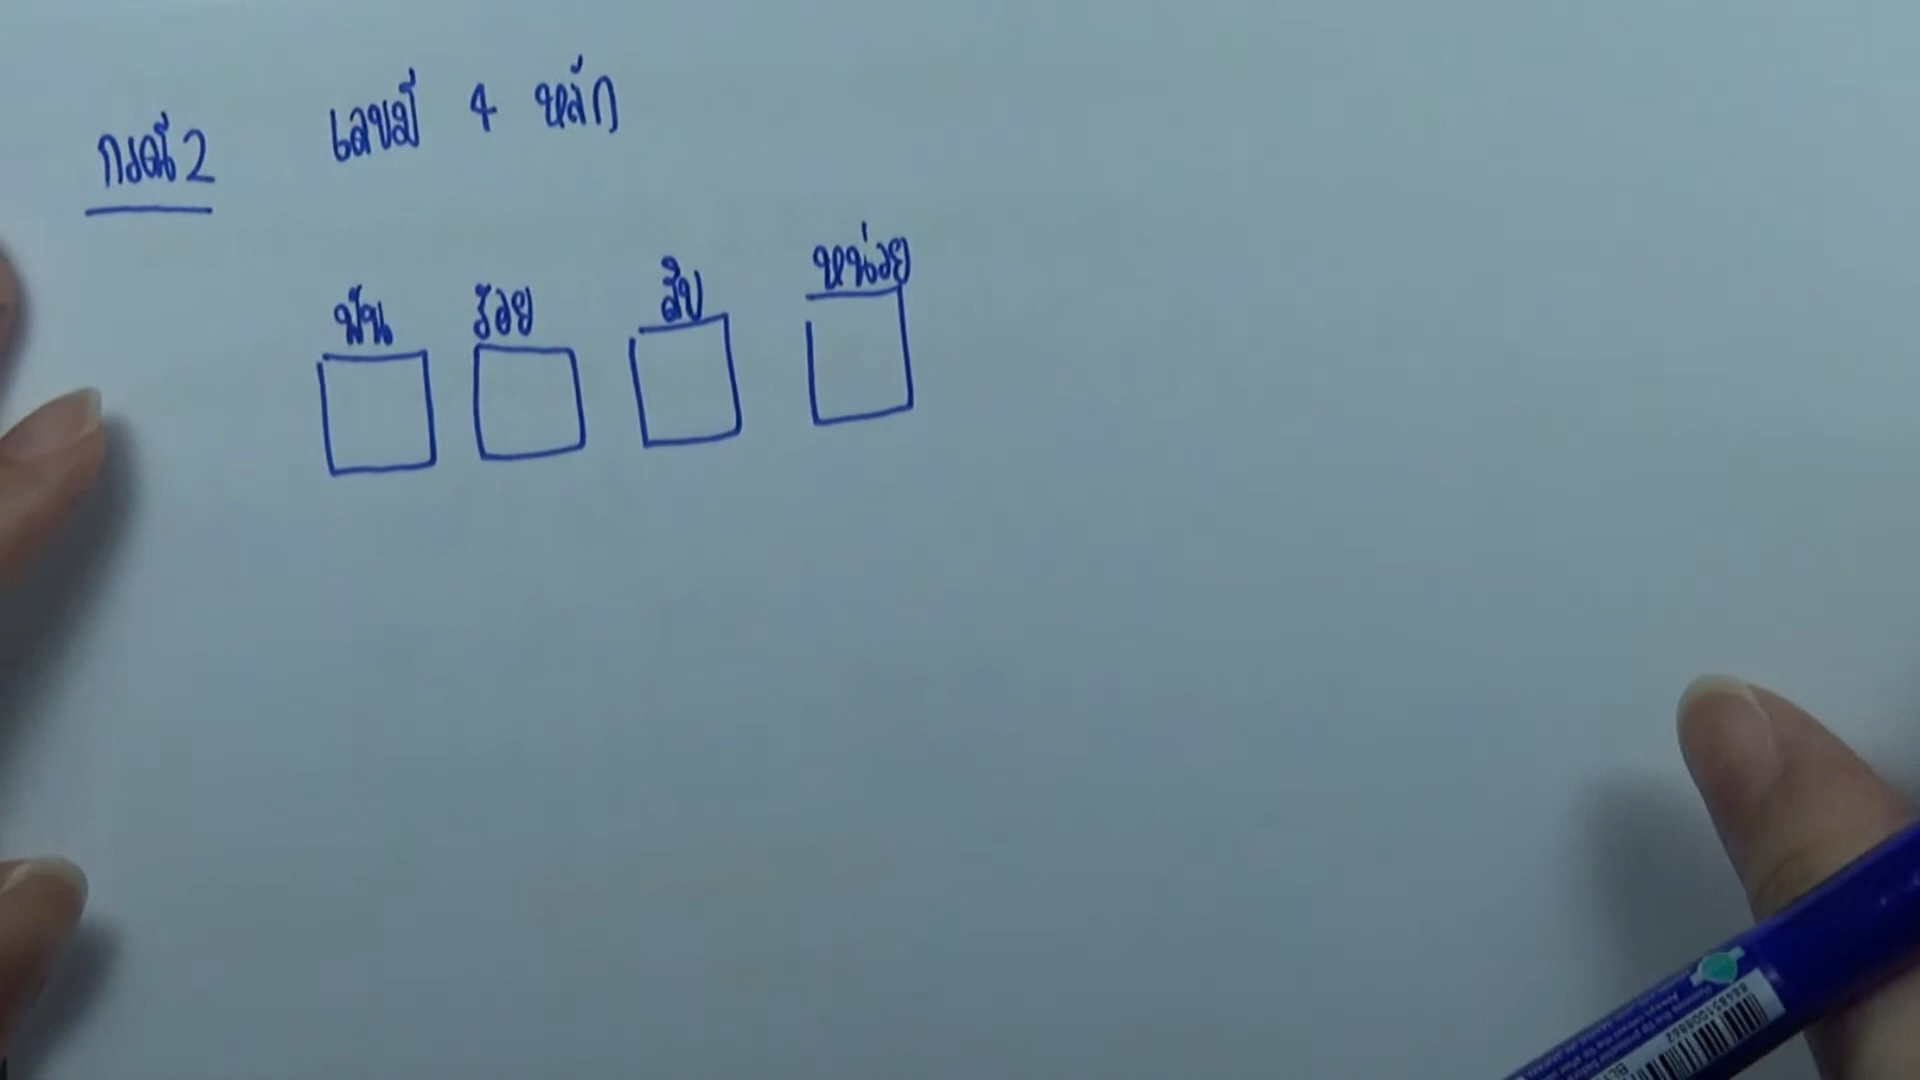 กรณี 2 เลขมี 4 หลัก
พัน ร้อย สิบ หน่วย